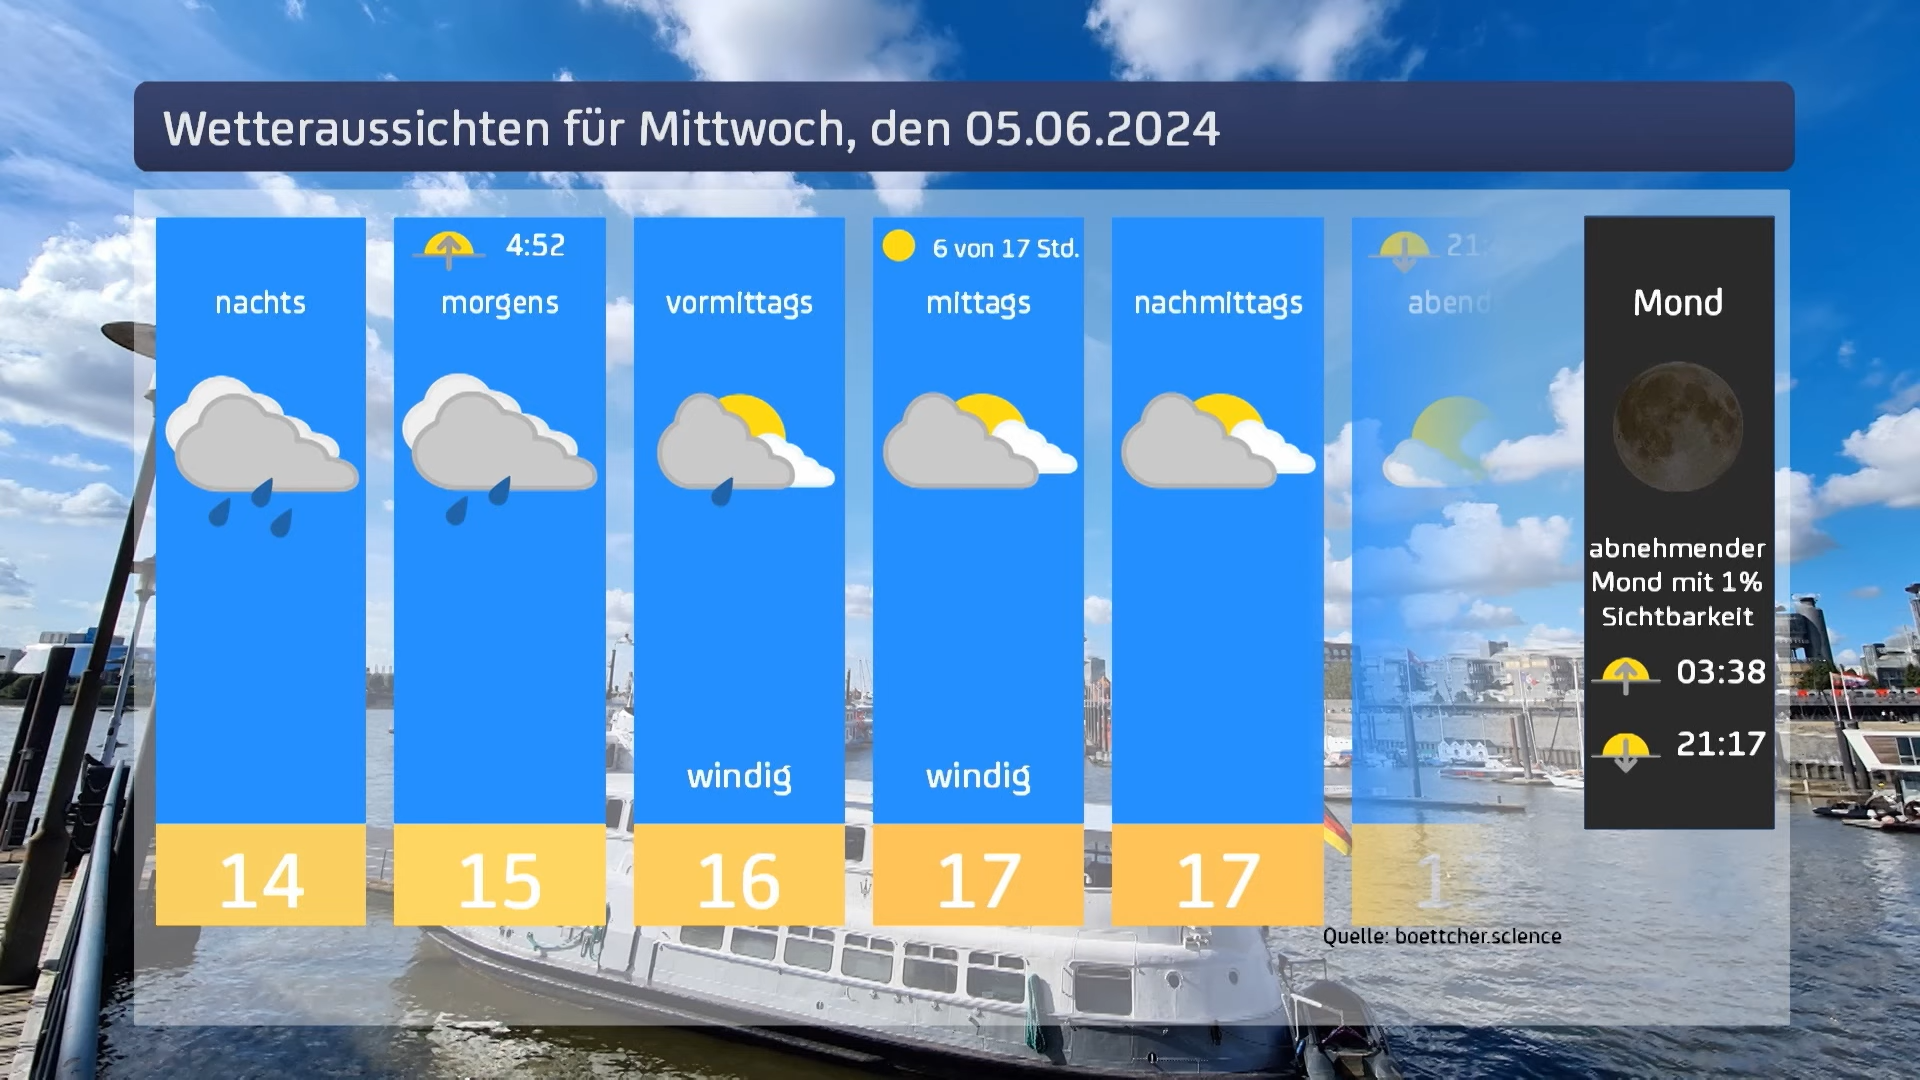 Wetteraussichten für Mittwoch, den 05.06.2024
4:52
6 von 17 Std.
nachts
morgens
vormittags
mittags
nachmittags
Mond
abnehmender
Mond mit 1%
Sichtbarkeit
03:38
21:17
windig
windig
14
15
16
17
17
Quelle: boettcher.science